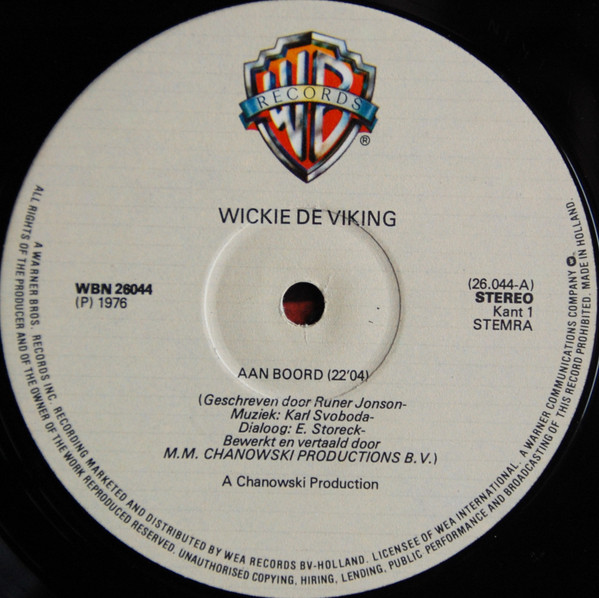 WB
RECORDS
®
WICKIE DE VIKING
WBN 26044
(P) 1976
(26.044-A)
STEREO
Kant 1
STEMRA
AAN BOORD (22'04)
(Geschreven door Runer Jonson-
Muziek: Karl Svoboda-
Dialoog: E. Storeck-
Bewerkt en vertaald door
M.M. CHANOWSKI PRODUCTIONS B.V.)
A Chanowski Production
A WARNER BROS. RECORDS INC. RECORDING MARKETED AND DISTRIBUTED BY WEA RECORDS BV-HOLLAND. LICENSEE OF WEA INTERNATIONAL. A WARNER COMMUNICATIONS COMPANY
ALL RIGHTS OF THE PRODUCER AND OF THE OWNER OF THE WORK REPRODUCED RESERVED. UNAUTHORISED COPYING, HIRING, LENDING, PUBLIC PERFORMANCE AND BROADCASTING OF THIS RECORD PROHIBITED. MADE IN HOLLAND.